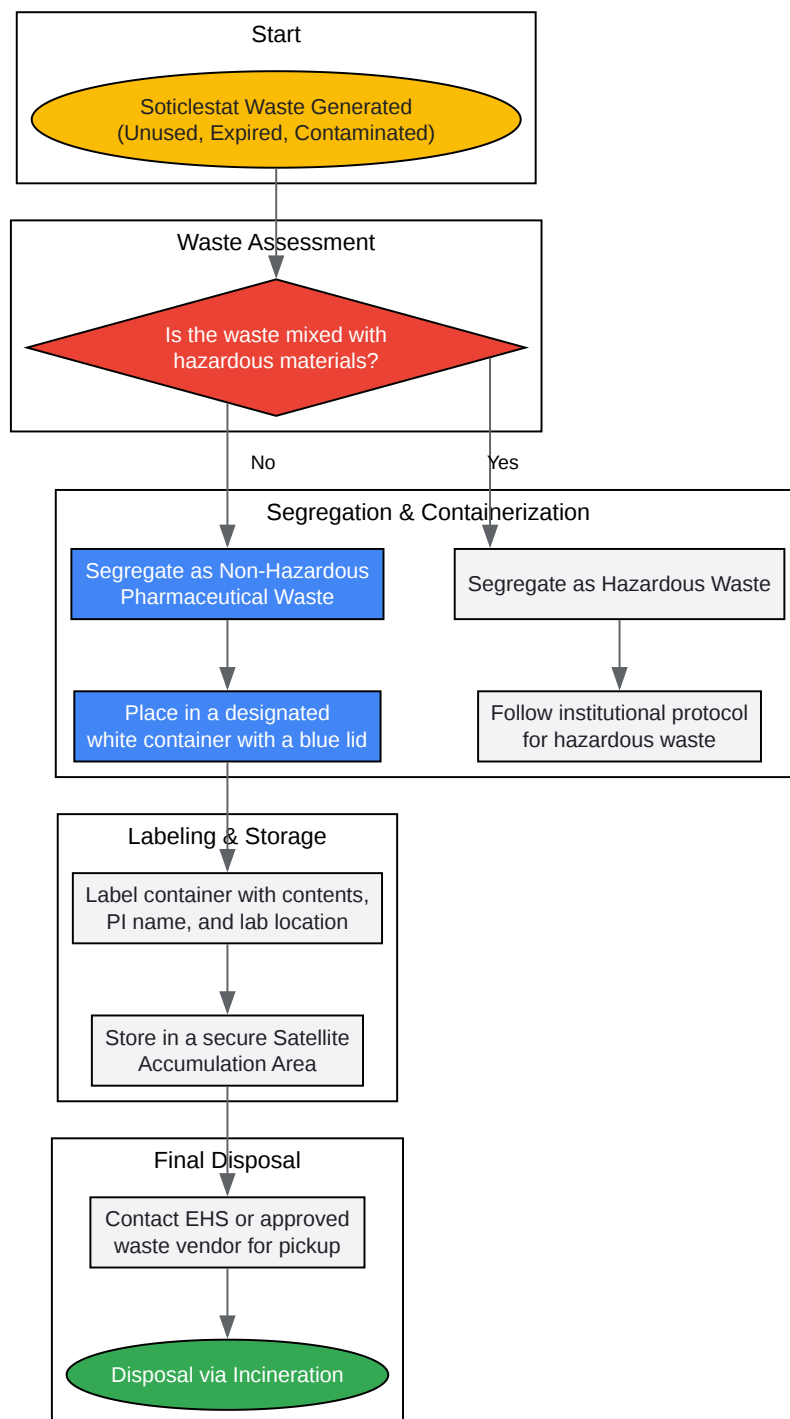 Start
Soticlestat Waste Generated
(Unused, Expired, Contaminated)
Waste Assessment
Is the waste mixed with
hazardous materials?
No
Yes
Segregation & Containerization
Segregate as Non-Hazardous
Pharmaceutical Waste
Segregate as Hazardous Waste
Place in a designated
white container with a blue lid
Follow institutional protocol
for hazardous waste
Labeling & Storage
Label container with contents,
PI name, and lab location
Store in a secure Satellite
Accumulation Area
Final Disposal
Contact EHS or approved
waste vendor for pickup
Disposal via Incineration